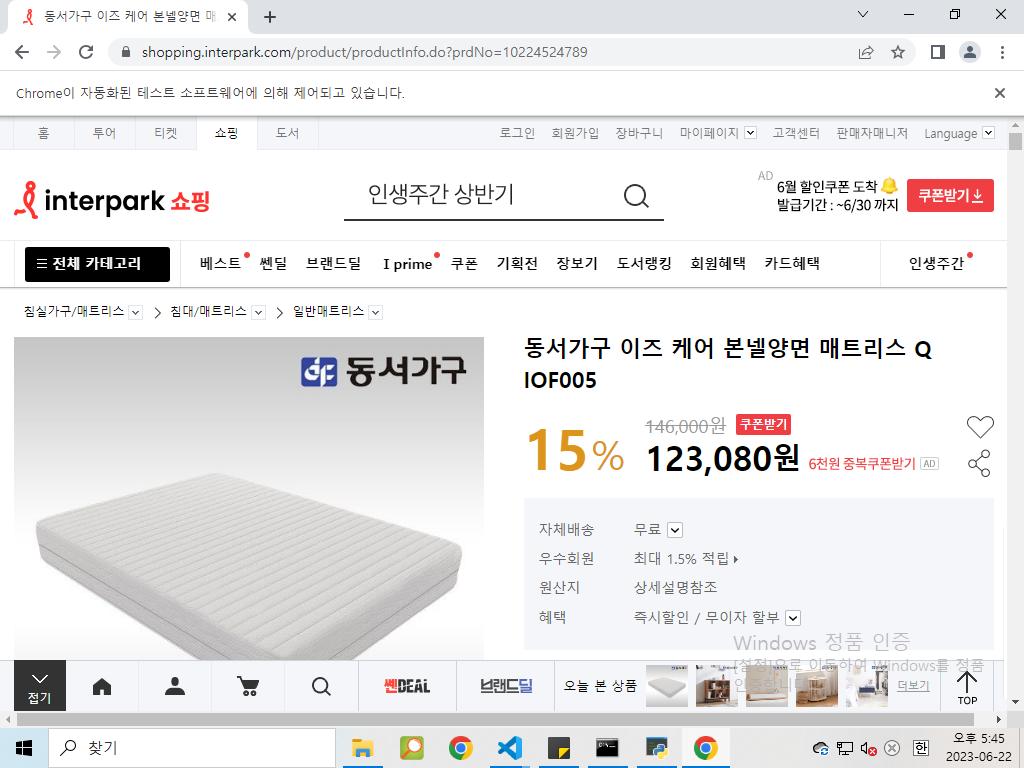 동서가구 이즈 케어 본넬양면 매
shopping.interpark.com/product/productInfo.do?prdNo=10224524789
Chrome이 자동화된 테스트 소프트웨어에 의해 제어되고 있습니다.
홈 투어 티켓 쇼핑 도서 로그인 회원가입 장바구니 마이페이지 고객센터 판매자매니저 Language
interpark 쇼핑
인생주간 상반기
AD
6월 할인쿠폰 도착
발급기간 : ~6/30 까지
쿠폰받기
전체 카테고리 베스트 쎈딜 브랜드딜 I prime 쿠폰 기획전 장보기 도서랭킹 회원혜택 카드혜택 인생주간
침실가구/매트리스 침대/매트리스 일반매트리스
동서가구
동서가구 이즈 케어 본넬양면 매트리스 Q
IOF005
15%
146,000원 쿠폰받기
123,080원 6천원 중복쿠폰받기 AD
자체배송 무료
우수회원 최대 1.5% 적립
원산지 상세설명참조
혜택 즉시할인 / 무이자 할부
Windows 정품 인증
[설정]으로 이동하여 Windows를 정품
인증합니다
접기
쎈DEAL
브랜드딜
오늘 본 상품
더보기
TOP
찾기
한
오후 5:45
2023-06-22